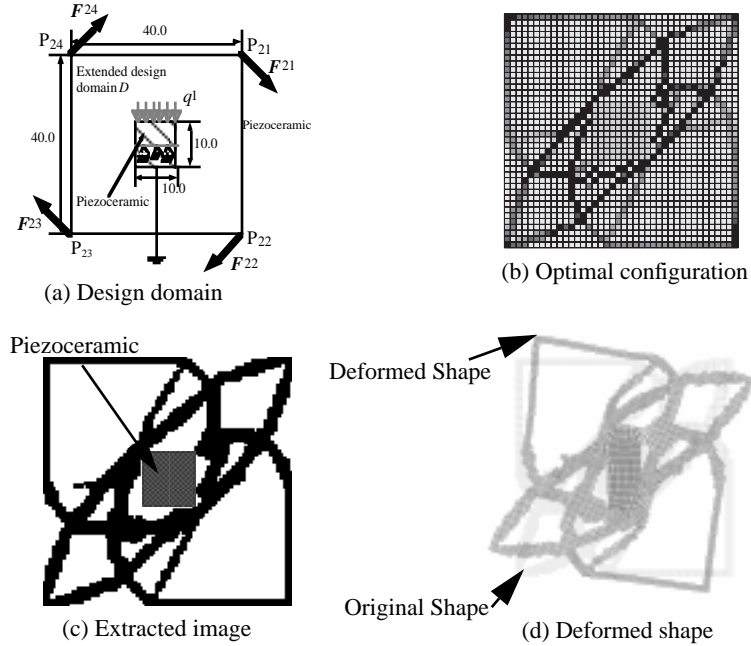 F24
P24
40.0
P21
F21
Extended design
domain D
q1
Piezoceramic
40.0
10.0
10.0
Piezoceramic
F23
P23
P22
F22
(a) Design domain
(b) Optimal configuration
Piezoceramic
(c) Extracted image
Deformed Shape
Original Shape
(d) Deformed shape